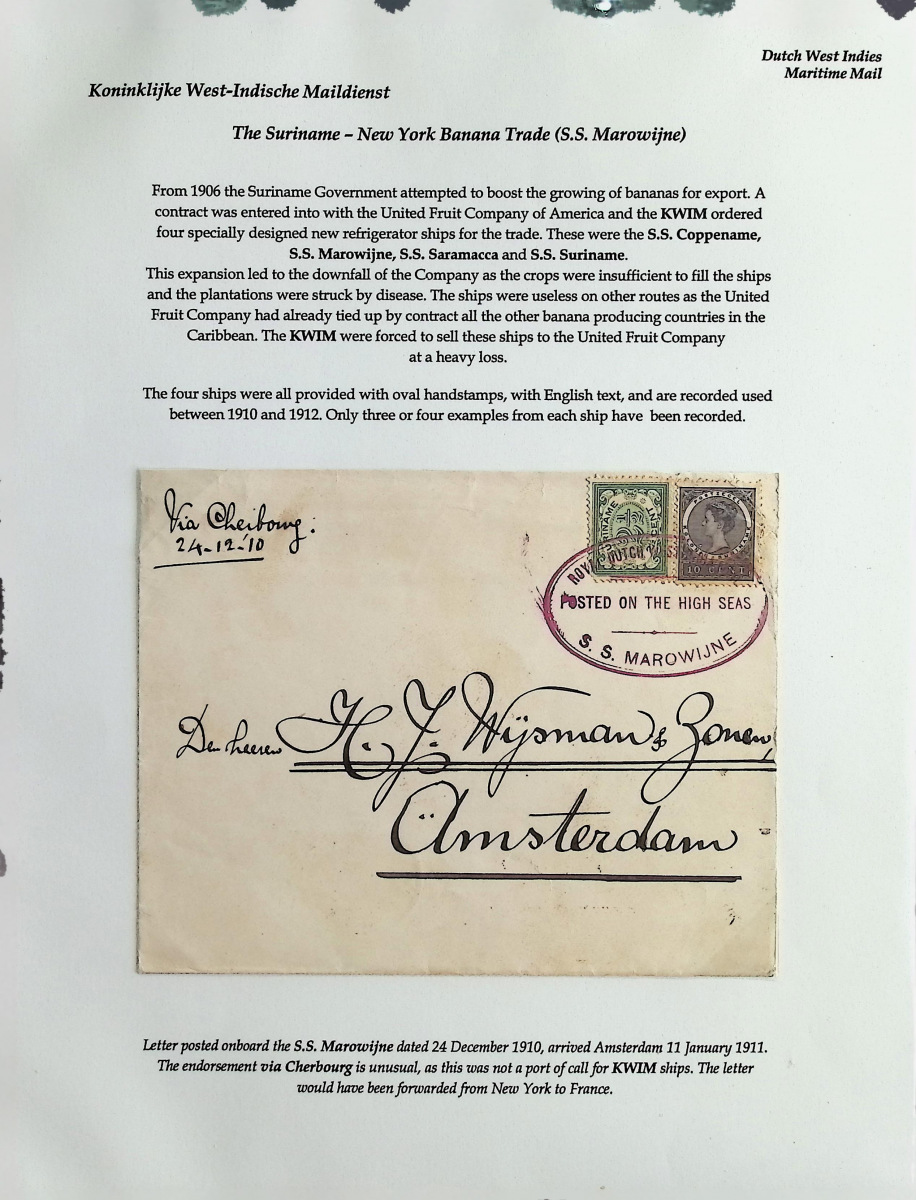 Dutch West Indies
Maritime Mail
Koninklijke West-Indische Maildienst
The Suriname – New York Banana Trade (S.S. Marowijne)
From 1906 the Suriname Government attempted to boost the growing of bananas for export. A
contract was entered into with the United Fruit Company of America and the KWIM ordered
four specially designed new refrigerator ships for the trade. These were the S.S. Coppename,
S.S. Marowijne, S.S. Saramacca and S.S. Suriname.
This expansion led to the downfall of the Company as the crops were insufficient to fill the ships
and the plantations were struck by disease. The ships were useless on other routes as the United
Fruit Company had already tied up by contract all the other banana producing countries in the
Caribbean. The KWIM were forced to sell these ships to the United Fruit Company
at a heavy loss.
The four ships were all provided with oval handstamps, with English text, and are recorded used
between 1910 and 1912. Only three or four examples from each ship have been recorded.
Via Cherbourg.
24-12-'10
SURINAME 2½ CENT
10 CENT
DUTCH
POSTED ON THE HIGH SEAS
S. S. MAROWIJNE
Den heeren H. J. Wijsman & Zonen,
Amsterdam
Letter posted onboard the S.S. Marowijne dated 24 December 1910, arrived Amsterdam 11 January 1911.
The endorsement via Cherbourg is unusual, as this was not a port of call for KWIM ships. The letter
would have been forwarded from New York to France.